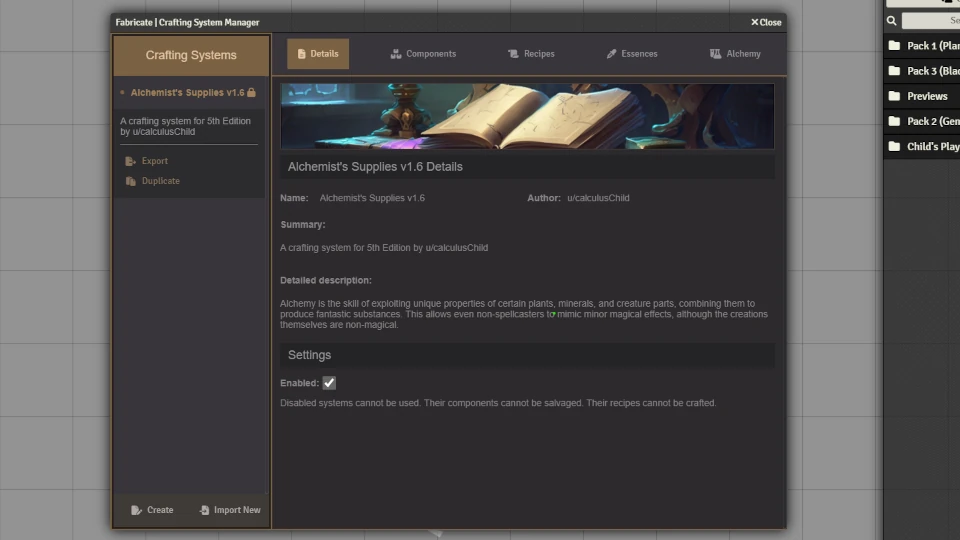 Fabricate | Crafting System Manager
Close
Crafting Systems
Details
Components
Recipes
Essences
Alchemy
Alchemist's Supplies v1.6
A crafting system for 5th Edition
by u/calculusChild
Export
Duplicate
Alchemist's Supplies v1.6 Details
Name: Alchemist's Supplies v1.6
Author: u/calculusChild
Summary:
A crafting system for 5th Edition by u/calculusChild
Detailed description:
Alchemy is the skill of exploiting unique properties of certain plants, minerals, and creature parts, combining them to
produce fantastic substances. This allows even non-spellcasters to mimic minor magical effects, although the creations
themselves are non-magical.
Settings
Enabled:
Disabled systems cannot be used. Their components cannot be salvaged. Their recipes cannot be crafted.
Create
Import New
Se
Pack 1 (Plan
Pack 3 (Blac
Previews
Pack 2 (Gen
Child's Play